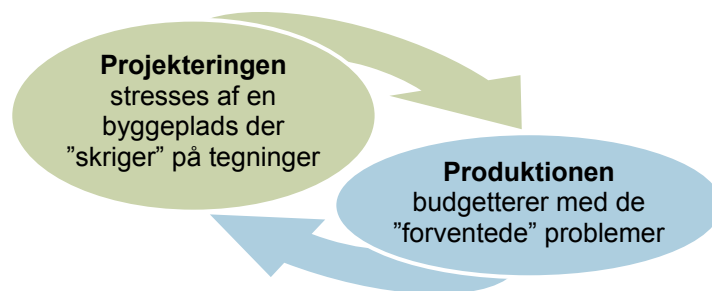 Projekteringen
stresses af en
byggeplads der
”skriger” på tegninger
Produktionen
budgetterer med de
”forventede” problemer